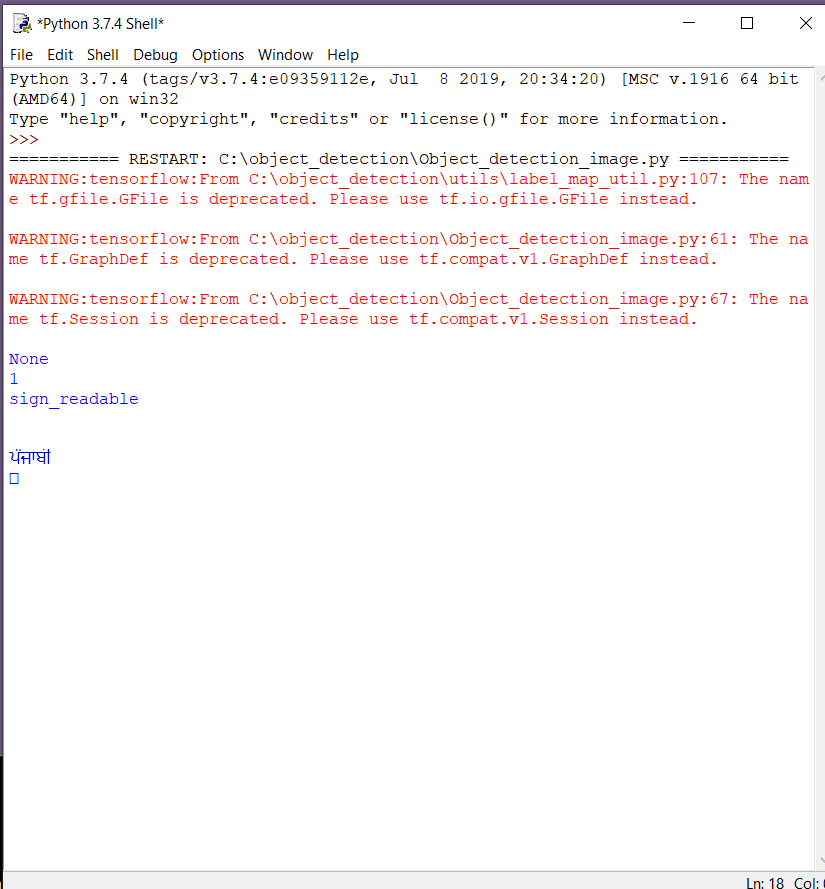 *Python 3.7.4 Shell*
File Edit Shell Debug Options Window Help
Python 3.7.4 (tags/v3.7.4:e09359112e, Jul  8 2019, 20:34:20) [MSC v.1916 64 bit
(AMD64)] on win32
Type "help", "copyright", "credits" or "license()" for more information.
>>>
=========== RESTART: C:\object_detection\Object_detection_image.py ===========
WARNING:tensorflow:From C:\object_detection\utils\label_map_util.py:107: The nam
e tf.gfile.GFile is deprecated. Please use tf.io.gfile.GFile instead.
WARNING:tensorflow:From C:\object_detection\Object_detection_image.py:61: The na
me tf.GraphDef is deprecated. Please use tf.compat.v1.GraphDef instead.
WARNING:tensorflow:From C:\object_detection\Object_detection_image.py:67: The na
me tf.Session is deprecated. Please use tf.compat.v1.Session instead.
None
1
sign_readable
ਪੰਜਾਬੀ
Ln: 18 Col: